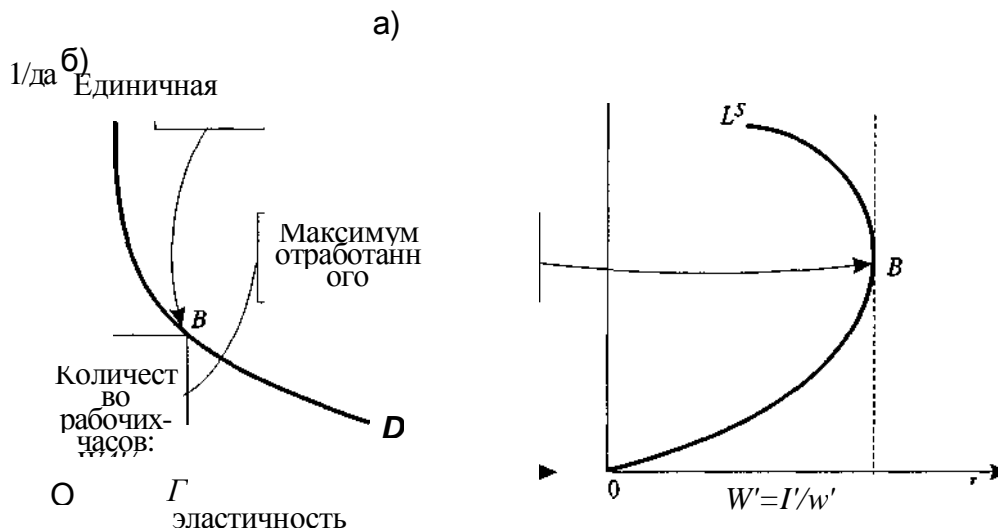 а)
б)
1/да
Единичная
L^S
Максимум
отработанн
ого
B
B
Количест
во
рабочих-
часов:
D
О
Г
эластичность
0
W'=I'/w'